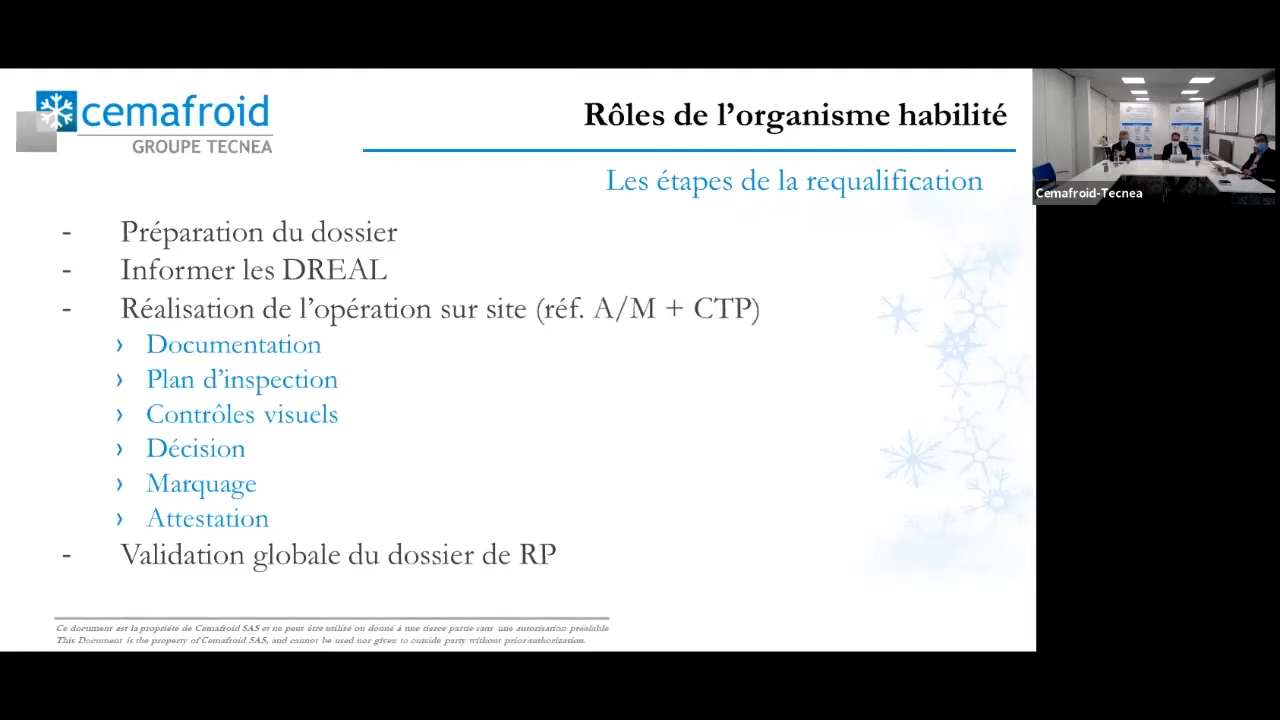 cemafroid
GROUPE TECNEA
Rôles de l’organisme habilité
Les étapes de la requalification
- Préparation du dossier
- Informer les DREAL
- Réalisation de l’opération sur site (réf. A/M + CTP)
› Documentation
› Plan d’inspection
› Contrôles visuels
› Décision
› Marquage
› Attestation
- Validation globale du dossier de RP
Ce document est la propriété de Cemafroid SAS et ne peut être utilisé ou donné à une tierce partie sans une autorisation préalable
This Document is the property of Cemafroid SAS, and cannot be used nor given to outside party without prior authorization.
Cemafroid-Tecnea